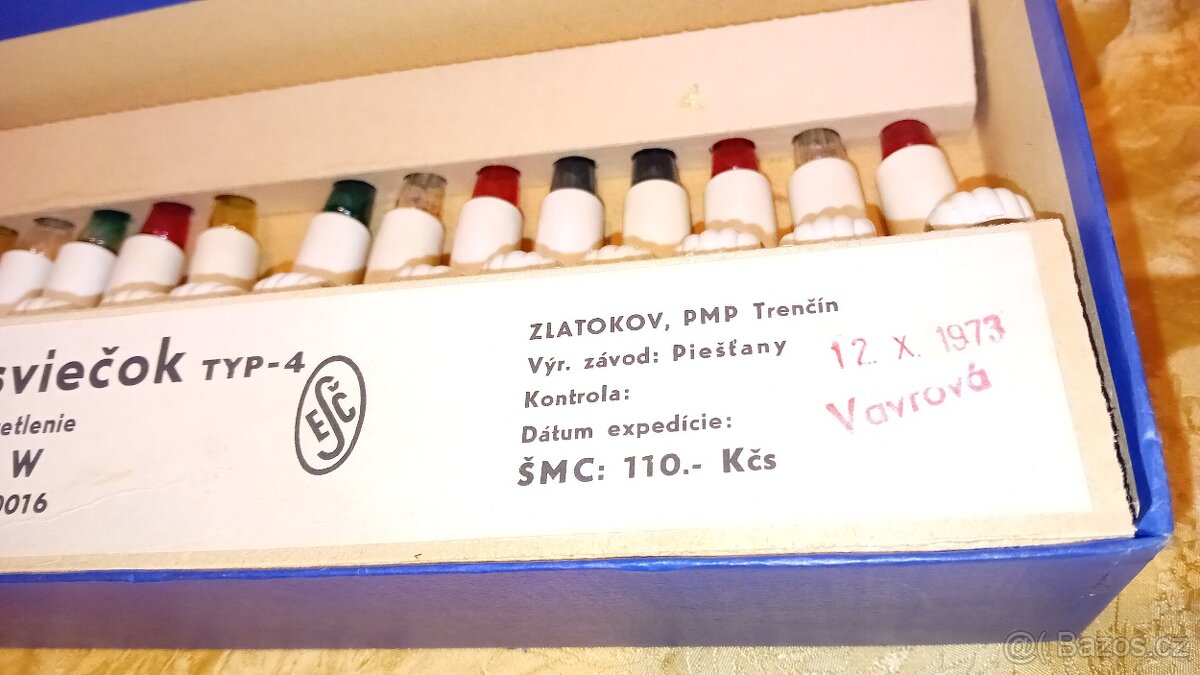 sviečok TYP-4
etlenie
W
0016
ESČ
ZLATOKOV, PMP Trenčín
Výr. závod: Piešťany
Kontrola:
Dátum expedície:
ŠMC: 110.- Kčs
12. X. 1973
Vavrová
@( Bazos.cz